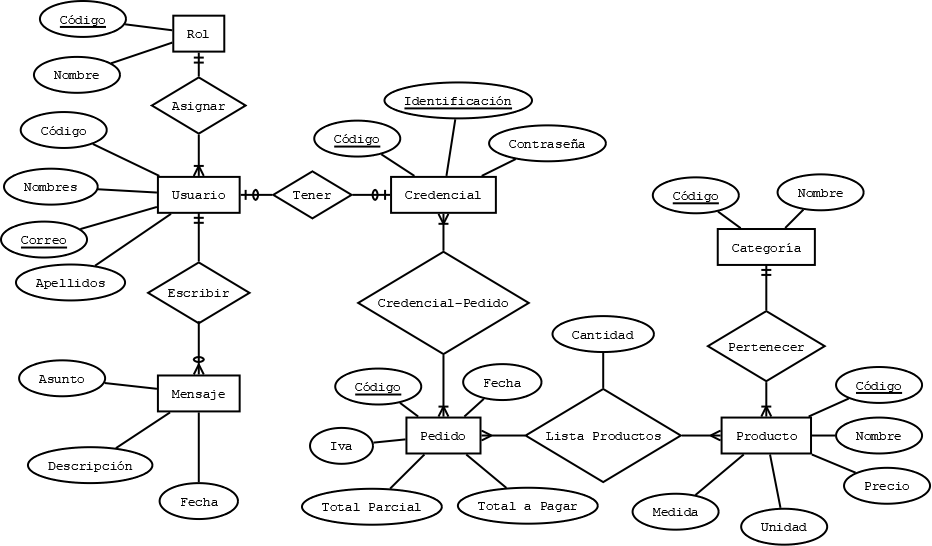 Código
Rol
Nombre
Asignar
Identificación
Código
Código
Contraseña
Nombres
Usuario
Tener
Credencial
Código
Nombre
Correo
Categoría
Apellidos
Escribir
Credencial-Pedido
Cantidad
Pertenecer
Asunto
Mensaje
Código
Fecha
Código
Iva
Pedido
Lista Productos
Producto
Nombre
Descripción
Precio
Fecha
Total Parcial
Total a Pagar
Medida
Unidad